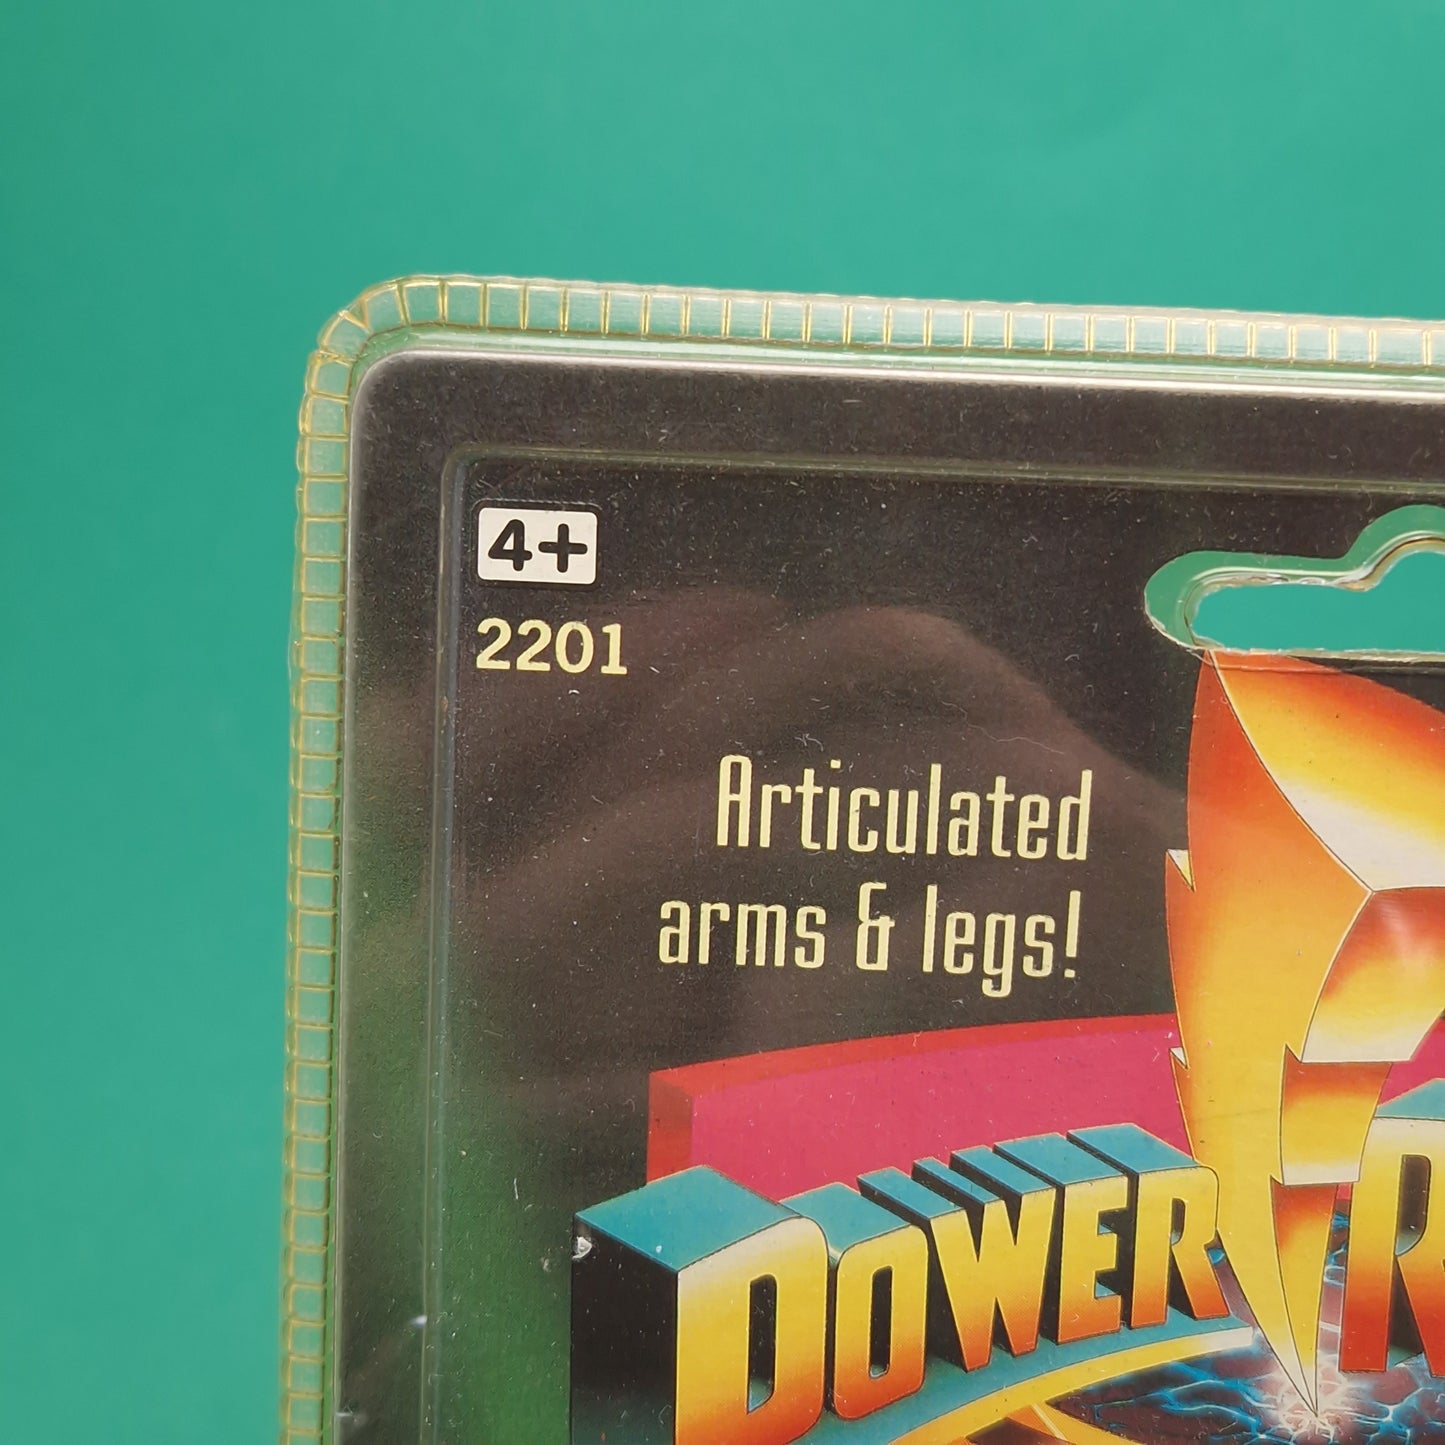 4+
2201
Articulated
arms & legs!
POWER R